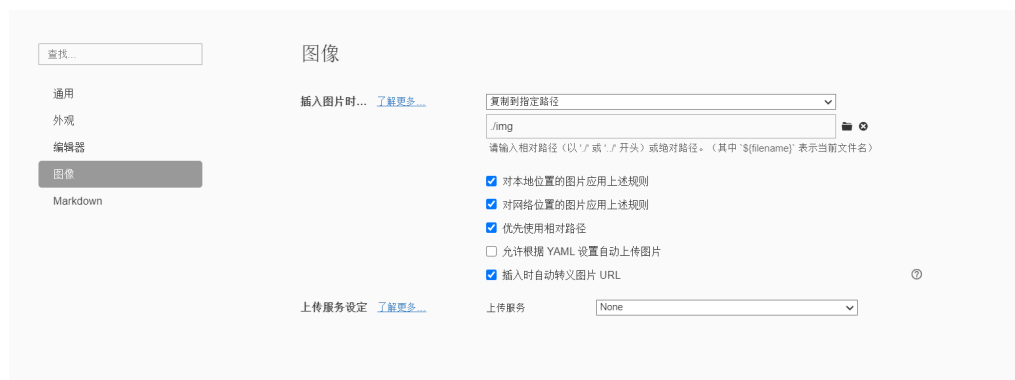 查找...
通用
外观
编辑器
图像
Markdown
图像
插入图片时... 了解更多... 复制到指定路径
./img
请输入相对路径（以 './' 或 '../' 开头）或绝对路径。（其中 `${filename}` 表示当前文件名）
对本地位置的图片应用上述规则
对网络位置的图片应用上述规则
优先使用相对路径
允许根据 YAML 设置自动上传图片
插入时自动转义图片 URL
上传服务设定 了解更多... 上传服务 None